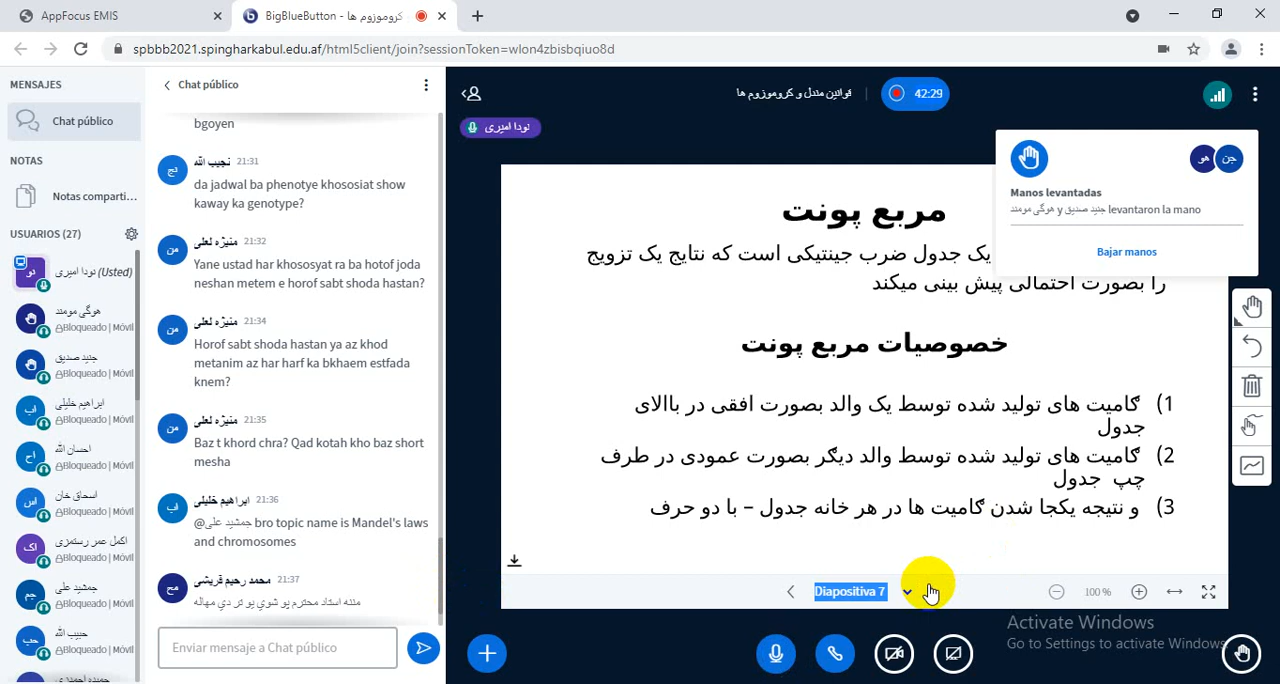 AppFocus EMIS
BigBlueButton - کروموزوم ها
spbbb2021.spingharkabul.edu.af/html5client/join?sessionToken=wlon4zbisbqiuo8d
MENSAJES
Chat público
NOTAS
Notas comparti...
USUARIOS (27)
نودا امیری (Usted)
هوگی مومند
Bloqueado | Móvil
جنید صدیق
Bloqueado | Móvil
ابراهیم خلیلی
Bloqueado | Móvil
احسان الله
Bloqueado | Móvil
اسحاق خان
Bloqueado | Móvil
اکمل عمر رستمزی
Bloqueado | Móvil
جمشید علی
Bloqueado | Móvil
حبیب الله
Bloqueado | Móvil
Chat público
bgoyen
نجیب الله 21:31
da jadwal ba phenotye khososiat show
kaway ka genotype?
منیژه لعلی 21:32
Yane ustad har khososyat ra ba hotof joda
neshan metem e horof sabt shoda hastan?
منیژه لعلی 21:34
Horof sabt shoda hastan ya az khod
metanim az har harf ka bkhaem estfada
knem?
منیژه لعلی 21:35
Baz t khord chra? Qad kotah kho baz short
mesha
ابراهیم خلیلی 21:36
@جمشید علی bro topic name is Mandel's laws
and chromosomes
محمد رحیم قریشی 21:37
مننه استاد محترم یو شوي یو تر دي مهاله
Enviar mensaje a Chat público
قوانین مندل و کروموزوم ها
42:29
نودا امیری
Manos levantadas
جنید صدیق y هوگی مومند levantaron la mano
Bajar manos
مربع پونت
یک جدول ضرب جینتیکی است که نتایج یک تزویج
را بصورت احتمالی پیش بینی میکند
خصوصیات مربع پونت
1) گامیت های تولید شده توسط یک والد بصورت افقی در باالای
جدول
2) گامیت های تولید شده توسط والد دیگر بصورت عمودی در طرف
چپ جدول
3) و نتیجه یکجا شدن گامیت ها در هر خانه جدول – با دو حرف
Diapositiva 7
100 %
Activate Windows
Go to Settings to activate Windows.